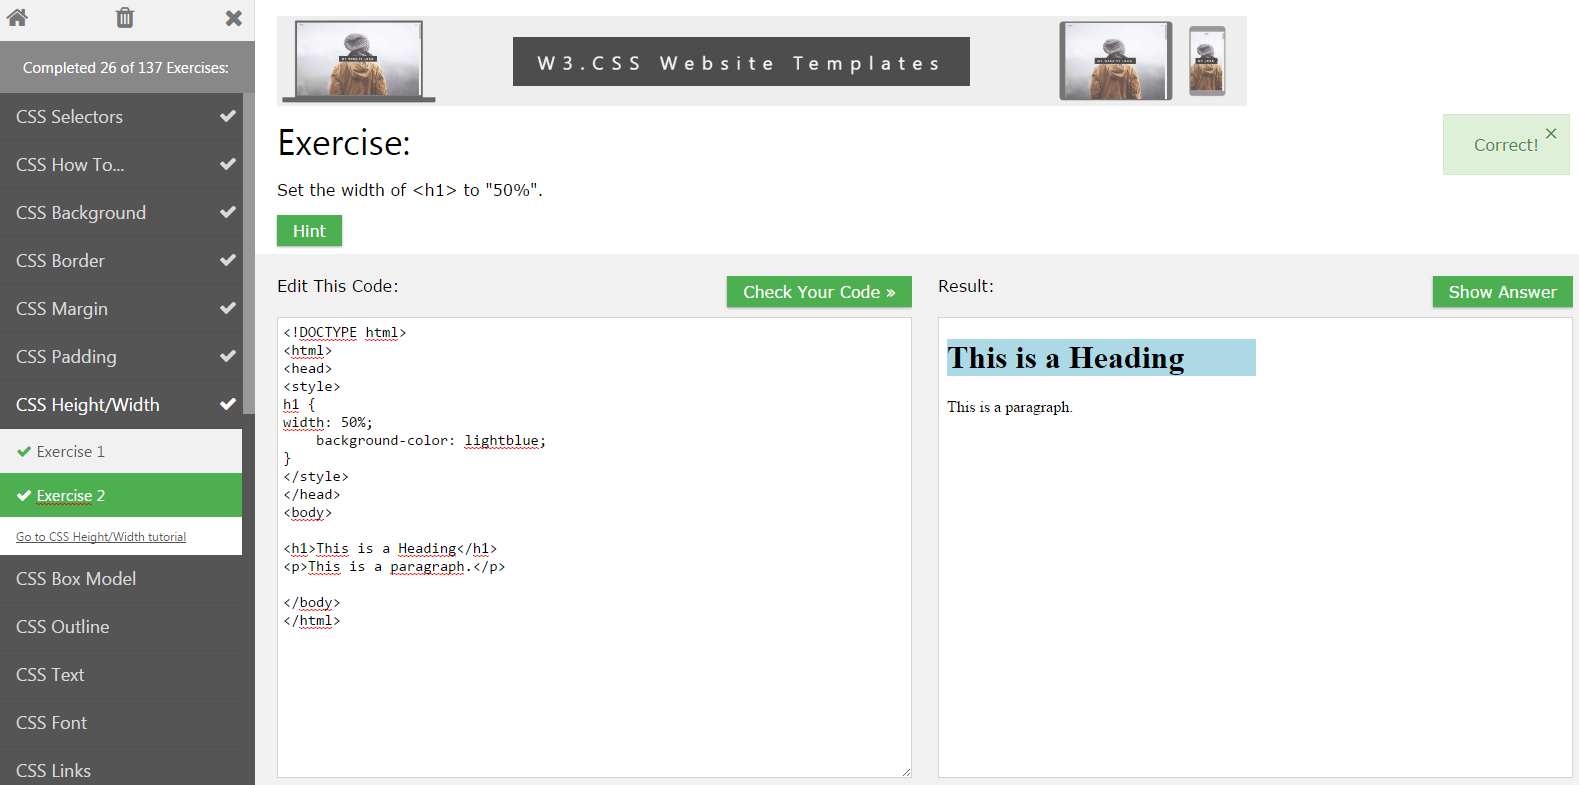 Completed 26 of 137 Exercises:
CSS Selectors
CSS How To...
CSS Background
CSS Border
CSS Margin
CSS Padding
CSS Height/Width
Exercise 1
Exercise 2
Go to CSS Height/Width tutorial
CSS Box Model
CSS Outline
CSS Text
CSS Font
CSS Links
W3.CSS Website Templates
Exercise:
Correct!
×
Set the width of <h1> to "50%".
Hint
Edit This Code:
Check Your Code »
<!DOCTYPE html>
<html>
<head>
<style>
h1 {
width: 50%;
    background-color: lightblue;
}
</style>
</head>
<body>
<h1>This is a Heading</h1>
<p>This is a paragraph.</p>
</body>
</html>
Result:
Show Answer
This is a Heading
This is a paragraph.